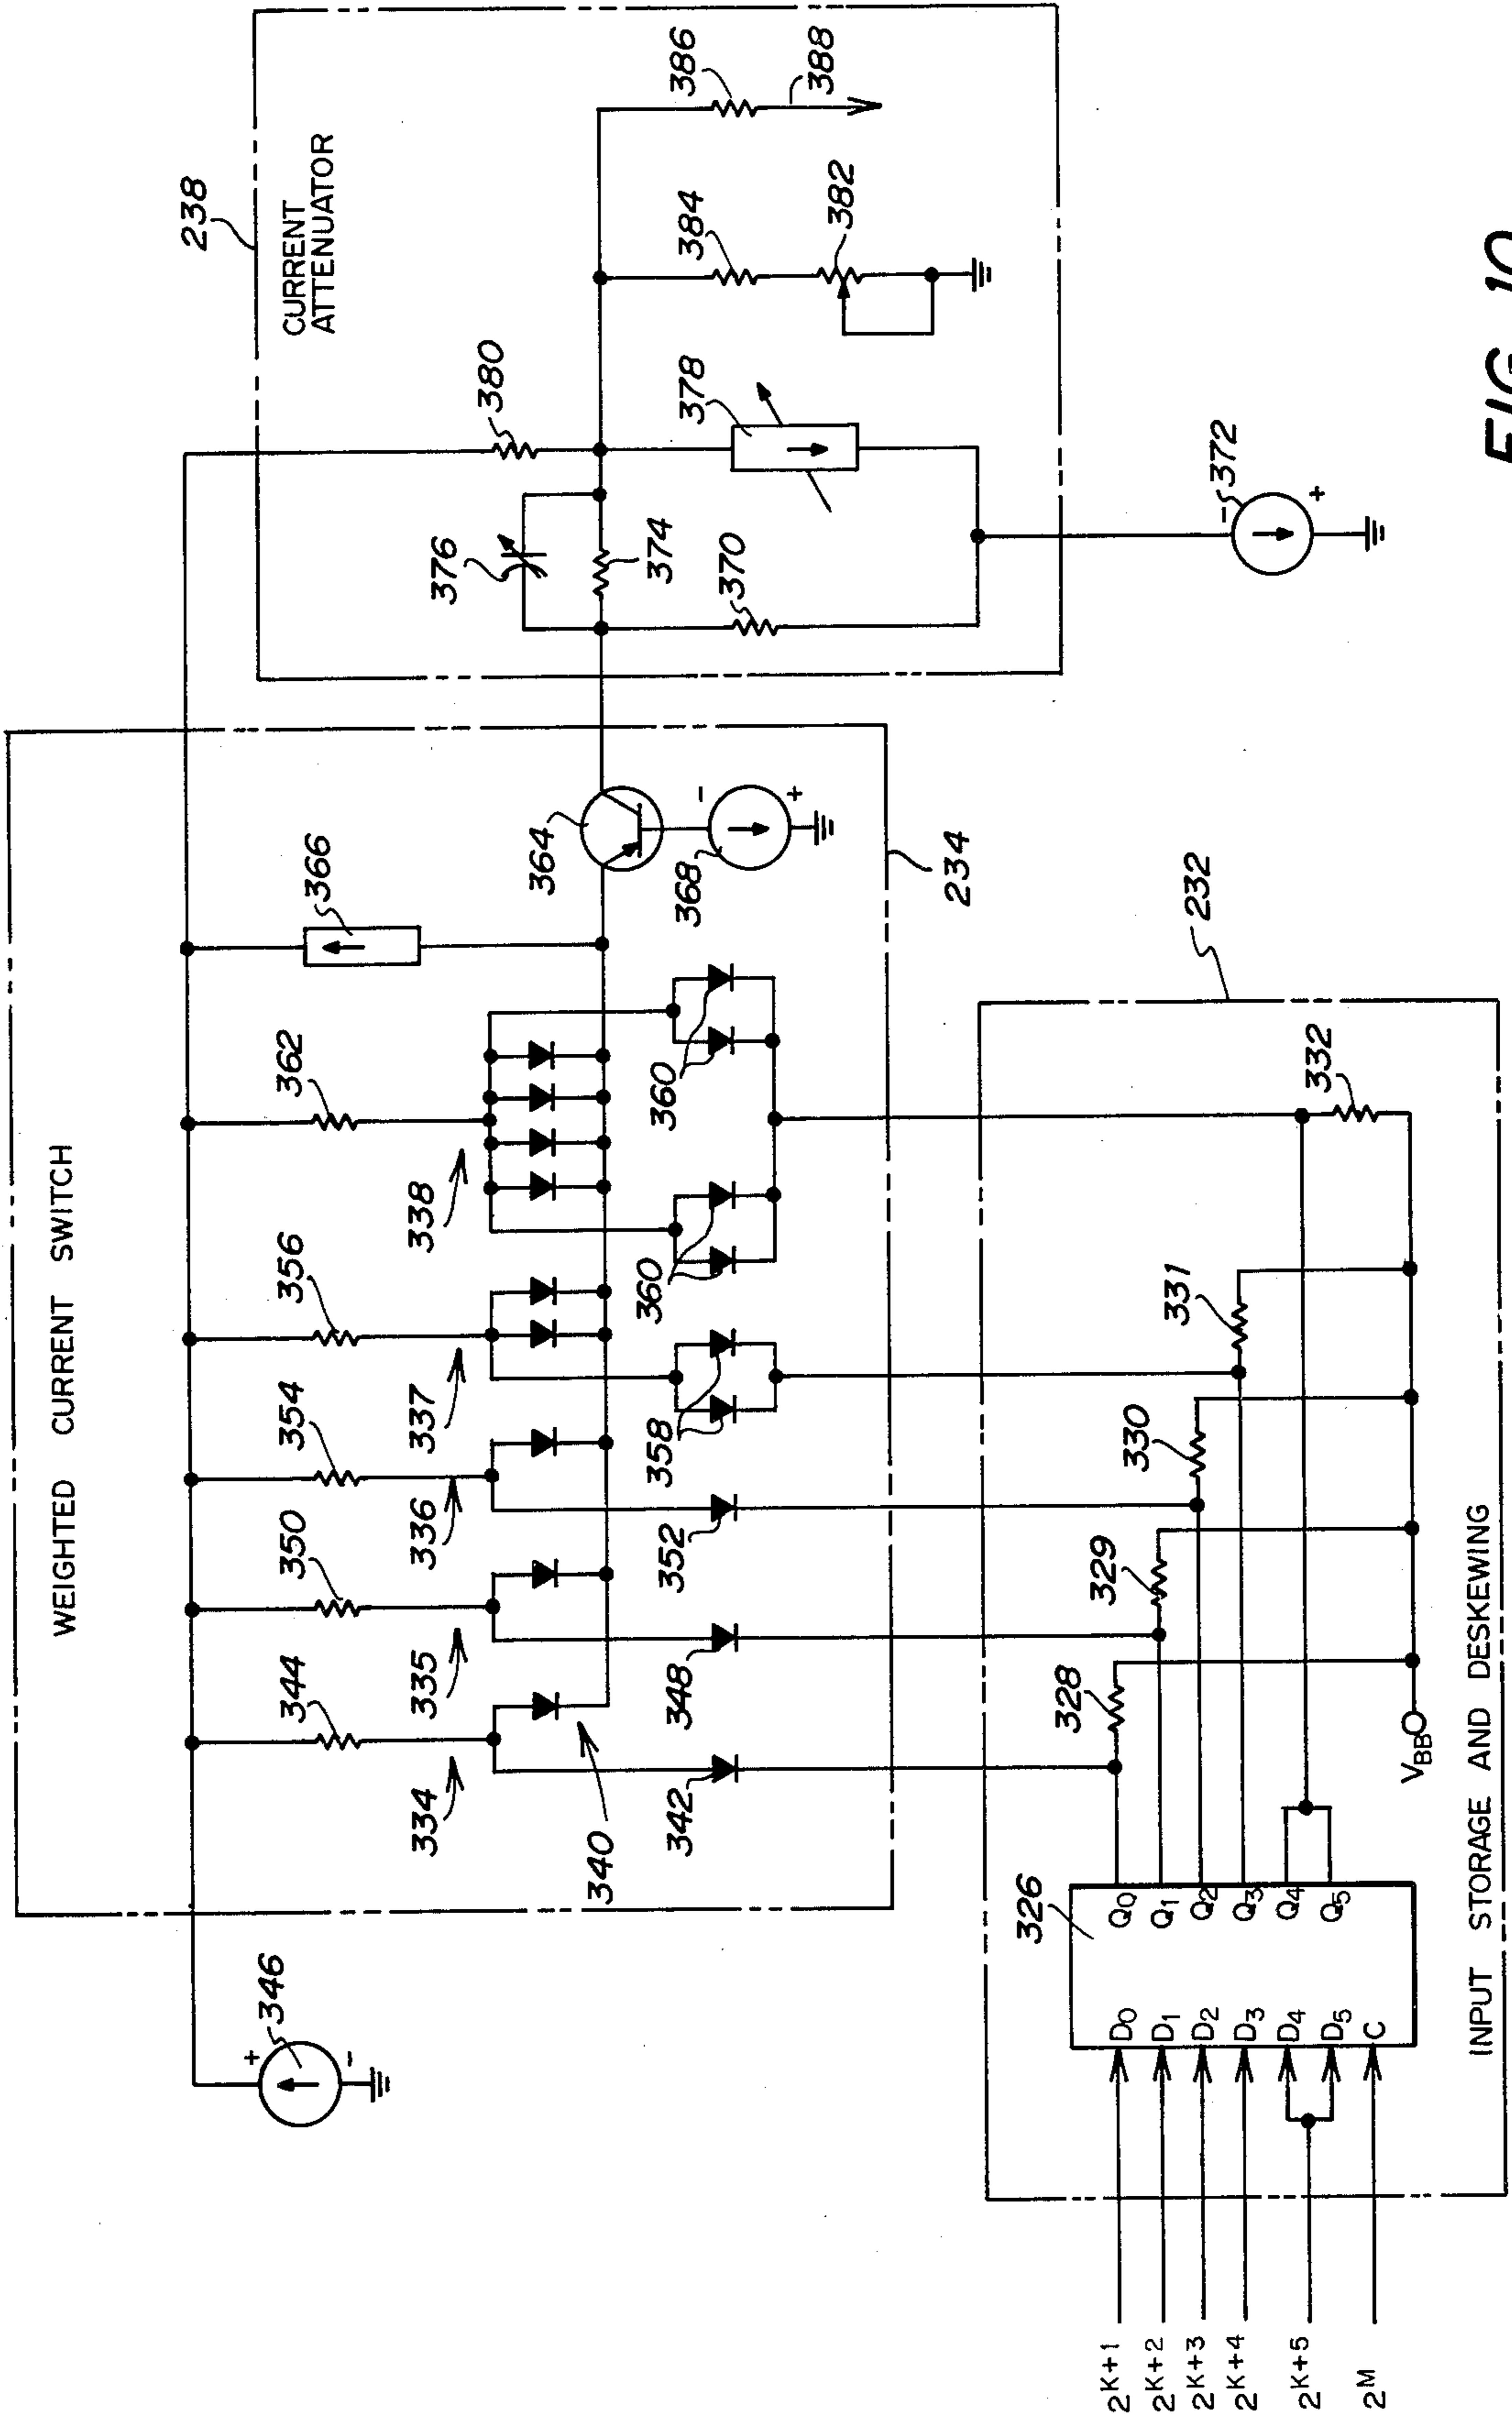 WEIGHTED CURRENT SWITCH
346
+
-
344
350
354
356
362
366
334
335
336
337
338
340
342
348
352
358
360
360
364
368
-
+
234
238
CURRENT
ATTENUATOR
376
380
374
370
378
384
382
386
388
372
-
+
232
326
D0
D1
D2
D3
D4
D5
C
Q0
Q1
Q2
Q3
Q4
Q5
328
329
330
331
332
VBB
INPUT STORAGE AND DESKEWING
2K+1
2K+2
2K+3
2K+4
2K+5
2M
FIG. 10